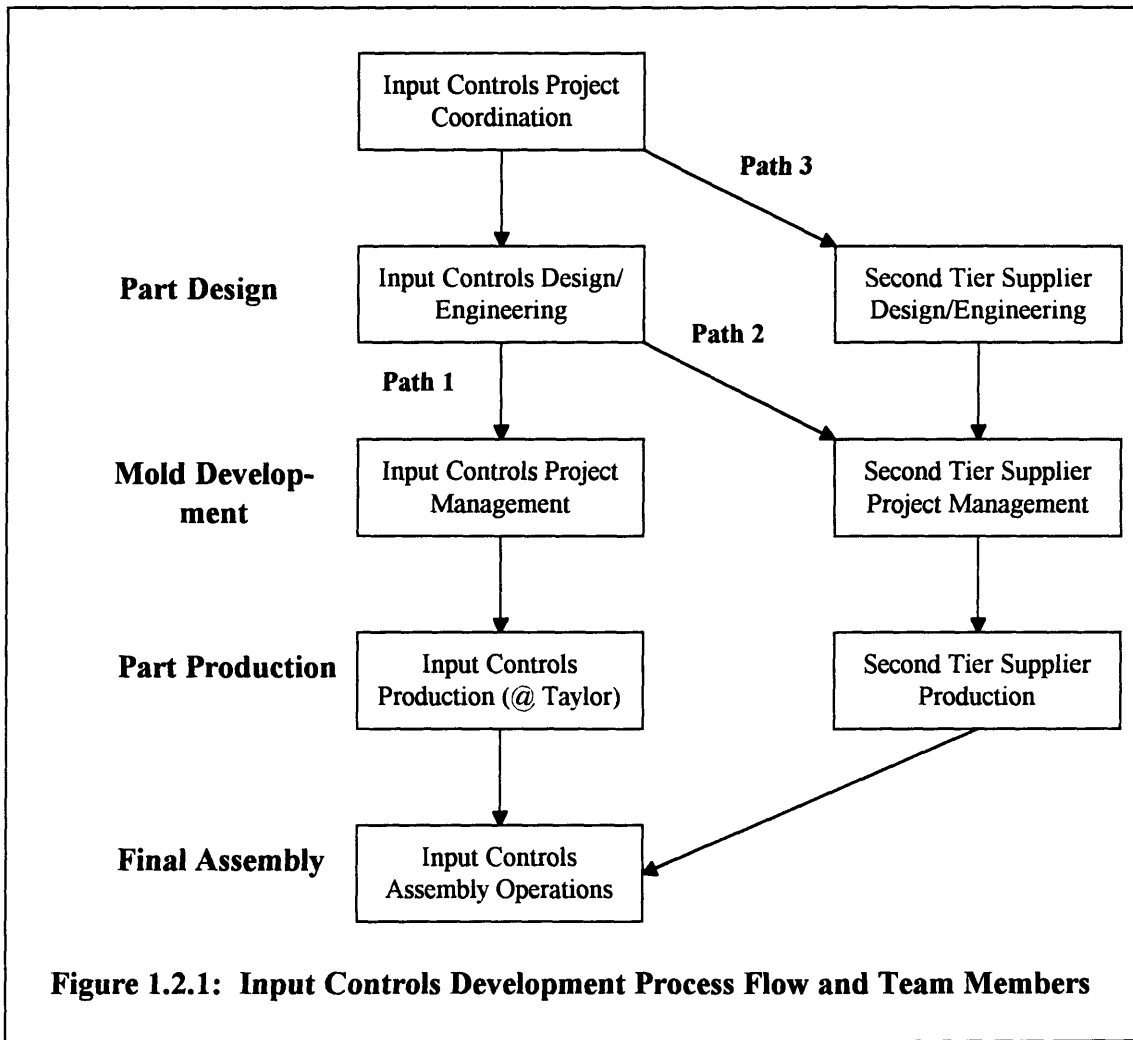 Input Controls Project
Coordination
Path 3
Part Design
Input Controls Design/
Engineering
Second Tier Supplier
Design/Engineering
Path 2
Path 1
Mold Develop-
ment
Input Controls Project
Management
Second Tier Supplier
Project Management
Part Production
Input Controls
Production (@ Taylor)
Second Tier Supplier
Production
Final Assembly
Input Controls
Assembly Operations
Figure 1.2.1: Input Controls Development Process Flow and Team Members